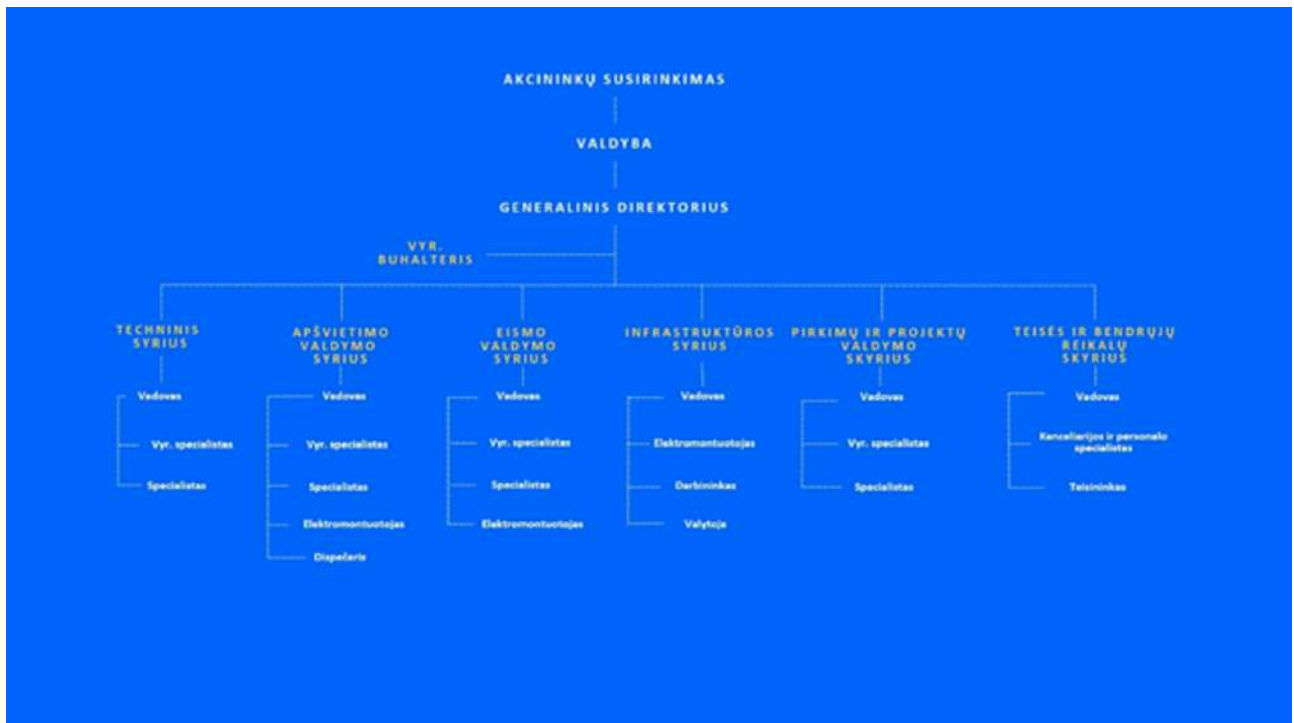 AKCININKŲ SUSIRINKIMAS
VALDYBA
GENERALINIS DIREKTORIUS
VYR.
BUHALTERIS
TECHNINIS
SYRIUS
Vadovas
Vyr. specialistas
Specialistas
APŠVIETIMO
VALDYMO
SYRIUS
Vadovas
Vyr. specialistas
Specialistas
Elektromontuotojas
Dispečeris
EISMO
VALDYMO
SYRIUS
Vadovas
Vyr. specialistas
Specialistas
Elektromontuotojas
INFRASTRUKTŪROS
SYRIUS
Vadovas
Elektromontuotojas
Darbininkas
Valytoja
PIRKIMŲ IR PROJEKTŲ
VALDYMO
SKYRIUS
Vadovas
Vyr. specialistas
Specialistas
TEISĖS IR BENDRŲJŲ
REIKALŲ
SKYRIUS
Vadovas
Kanceliarijos ir personalo
specialistas
Teisininkas